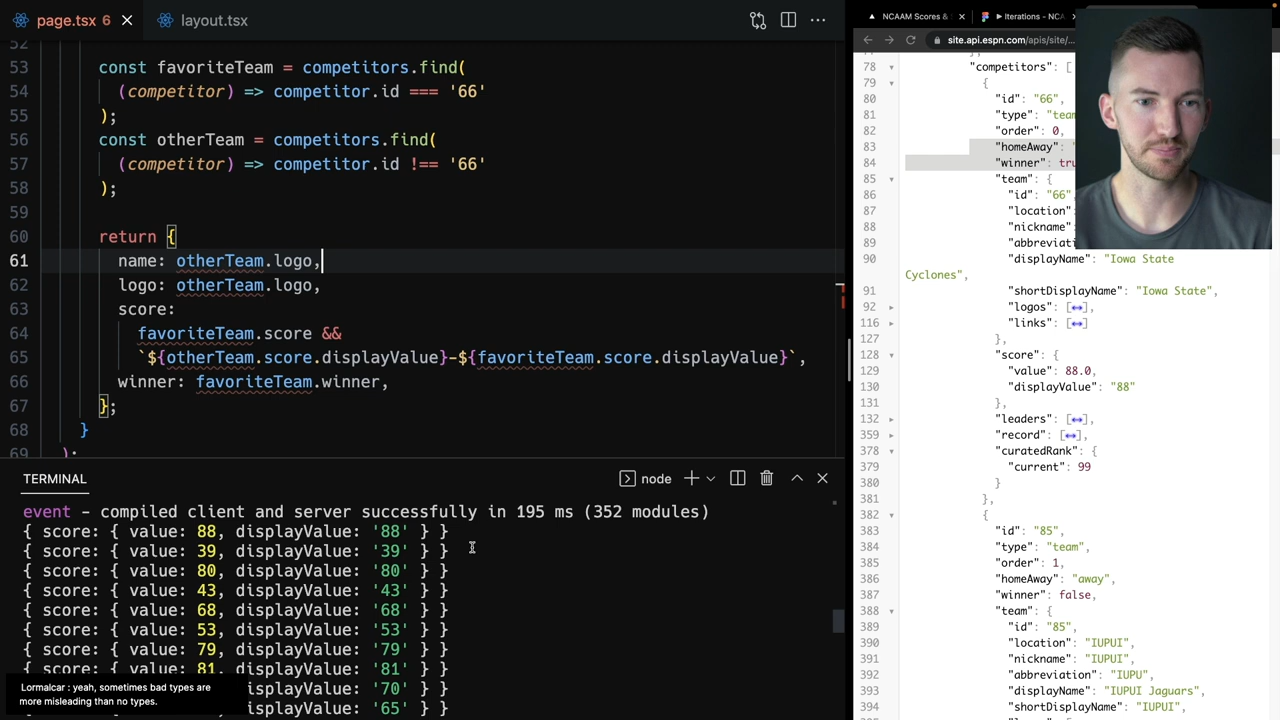 page.tsx 6
layout.tsx
52
53 const favoriteTeam = competitors.find(
54 (competitor) => competitor.id === '66'
55 );
56 const otherTeam = competitors.find(
57 (competitor) => competitor.id !== '66'
58 );
59
60 return {
61 name: otherTeam.logo,
62 logo: otherTeam.logo,
63 score:
64 favoriteTeam.score &&
65 `${otherTeam.score.displayValue}-${favoriteTeam.score.displayValue}`,
66 winner: favoriteTeam.winner,
67 };
68 }
69 );
TERMINAL
node
event - compiled client and server successfully in 195 ms (352 modules)
{ score: { value: 88, displayValue: '88' } }
{ score: { value: 39, displayValue: '39' } }
{ score: { value: 80, displayValue: '80' } }
{ score: { value: 43, displayValue: '43' } }
{ score: { value: 68, displayValue: '68' } }
{ score: { value: 53, displayValue: '53' } }
{ score: { value: 79, displayValue: '79' } }
{ score: { value: 81, displayValue: '81' } }
displayValue: '70' } }
displayValue: '65' } }
Lormalcar : yeah, sometimes bad types are
more misleading than no types.
NCAAM Scores &
Iterations - NCA
site.api.espn.com/apis/site/...
78 "competitors": [
79 {
80 "id": "66",
81 "type": "team
82 "order": 0,
83 "homeAway": "
84 "winner": tru
85 "team": {
86 "id": "66"
87 "location":
88 "nickname":
89 "abbreviati
90 "displayName": "Iowa State
Cyclones",
91 "shortDisplayName": "Iowa State",
92 "logos": [],
116 "links": []
127 },
128 "score": {
129 "value": 88.0,
130 "displayValue": "88"
131 },
132 "leaders": [],
359 "record": [],
378 "curatedRank": {
379 "current": 99
380 }
381 },
382 {
383 "id": "85",
384 "type": "team",
385 "order": 1,
386 "homeAway": "away",
387 "winner": false,
388 "team": {
389 "id": "85",
390 "location": "IUPUI",
391 "nickname": "IUPUI",
392 "abbreviation": "IUPU",
393 "displayName": "IUPUI Jaguars",
394 "shortDisplayName": "IUPUI",